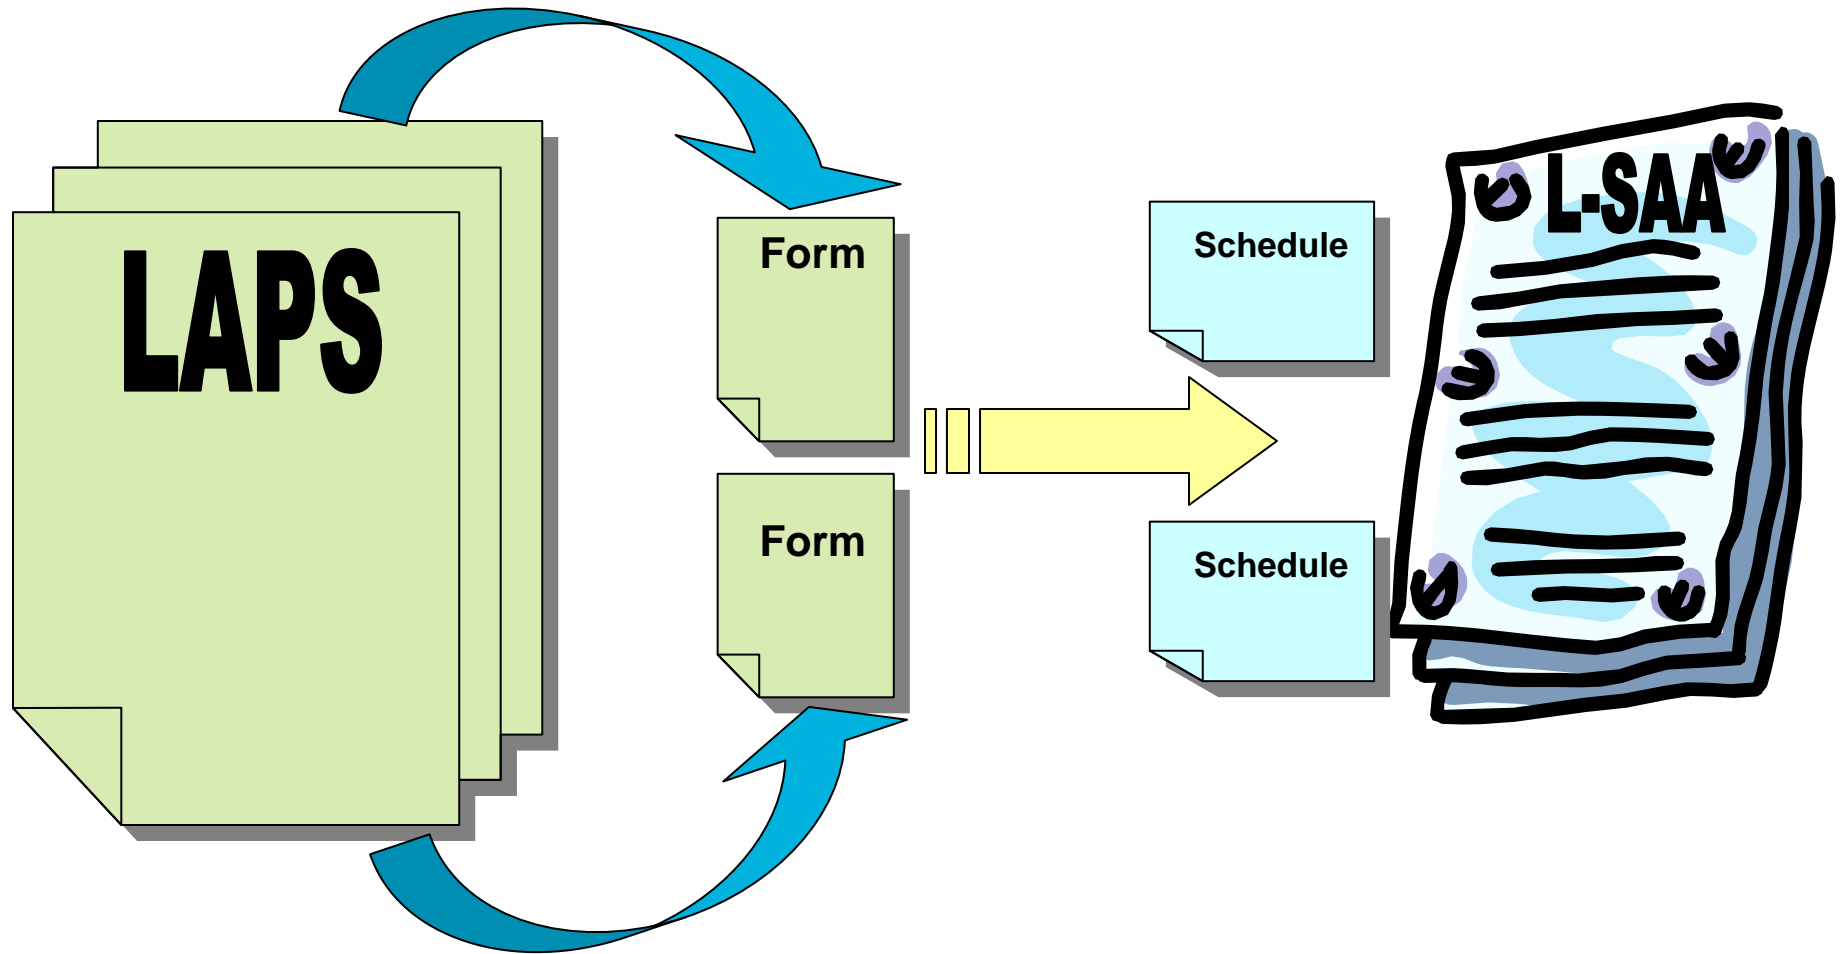 LAPS
Form
Form
Schedule
Schedule
L-SAA